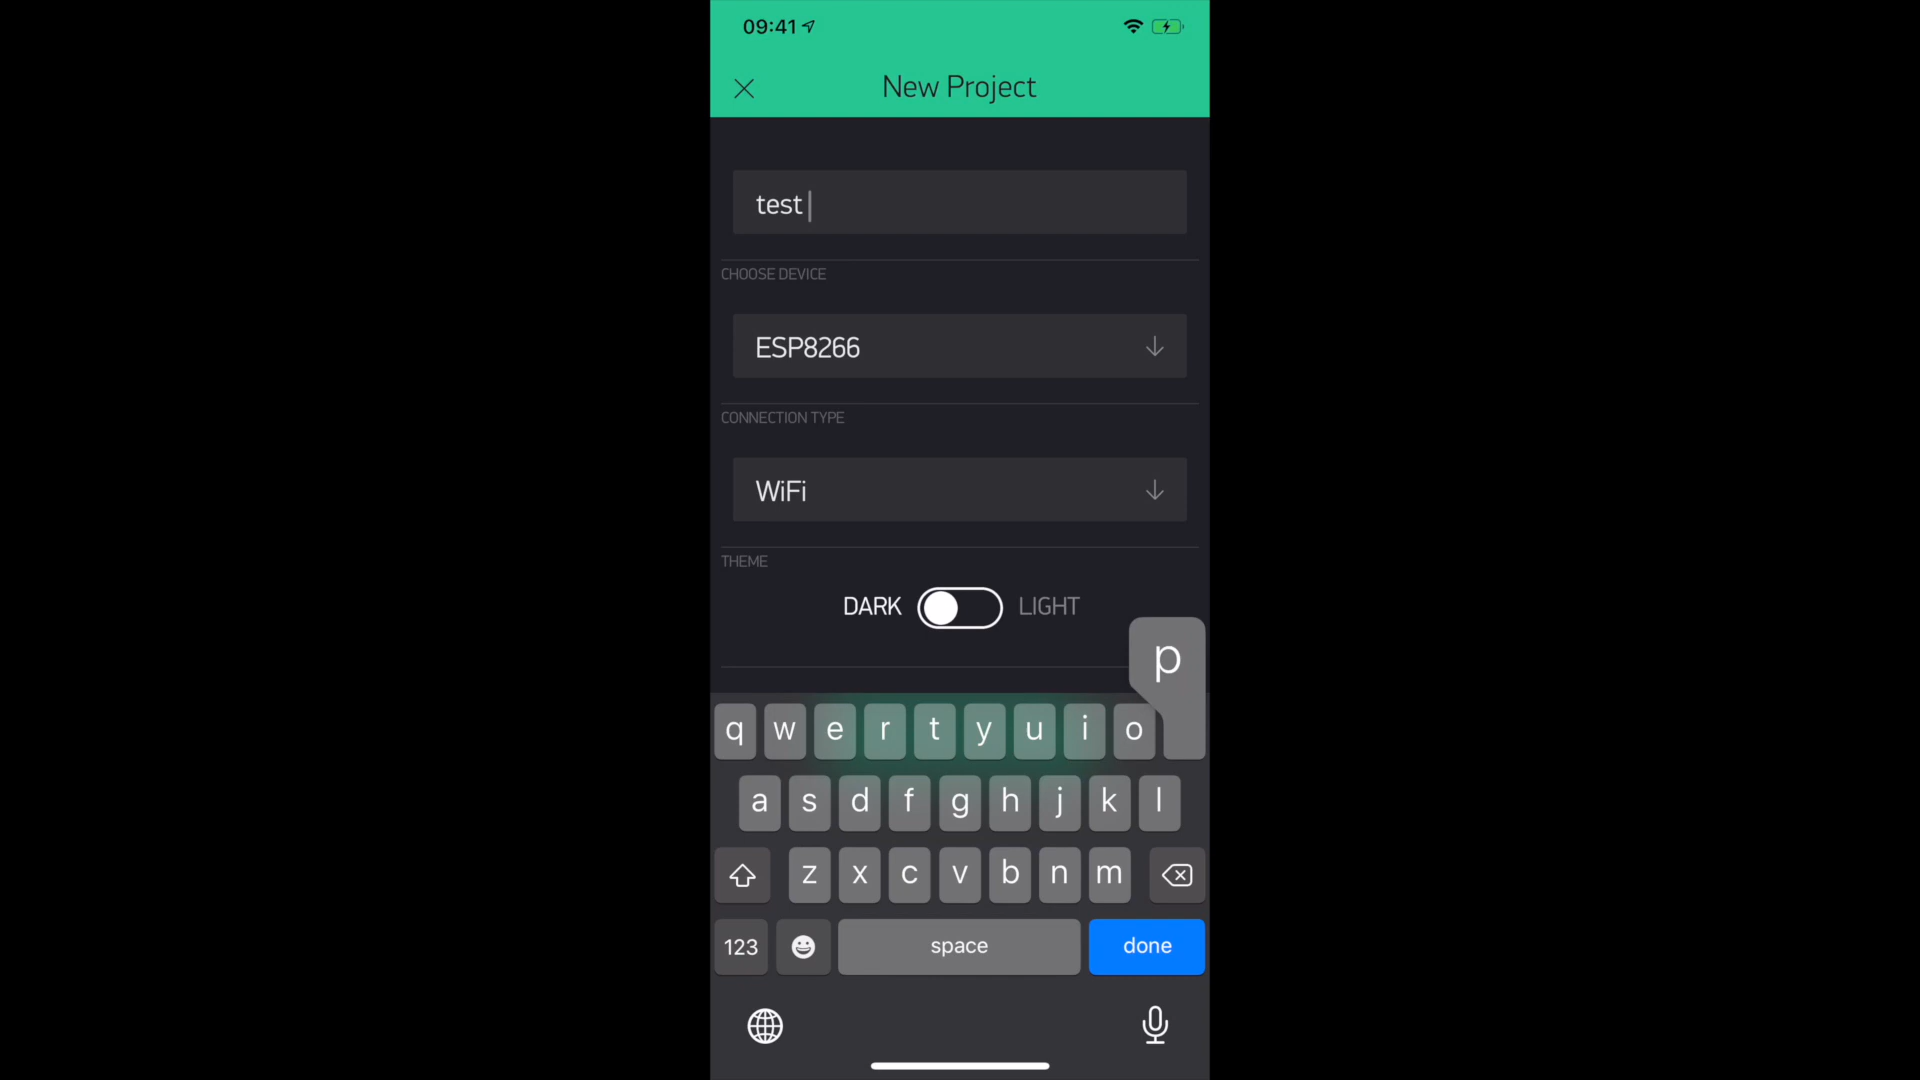 09:41
New Project
test
CHOOSE DEVICE
ESP8266
CONNECTION TYPE
WiFi
THEME
DARK LIGHT
p
q w e r t y u i o
a s d f g h j k l
z x c v b n m
123 space done